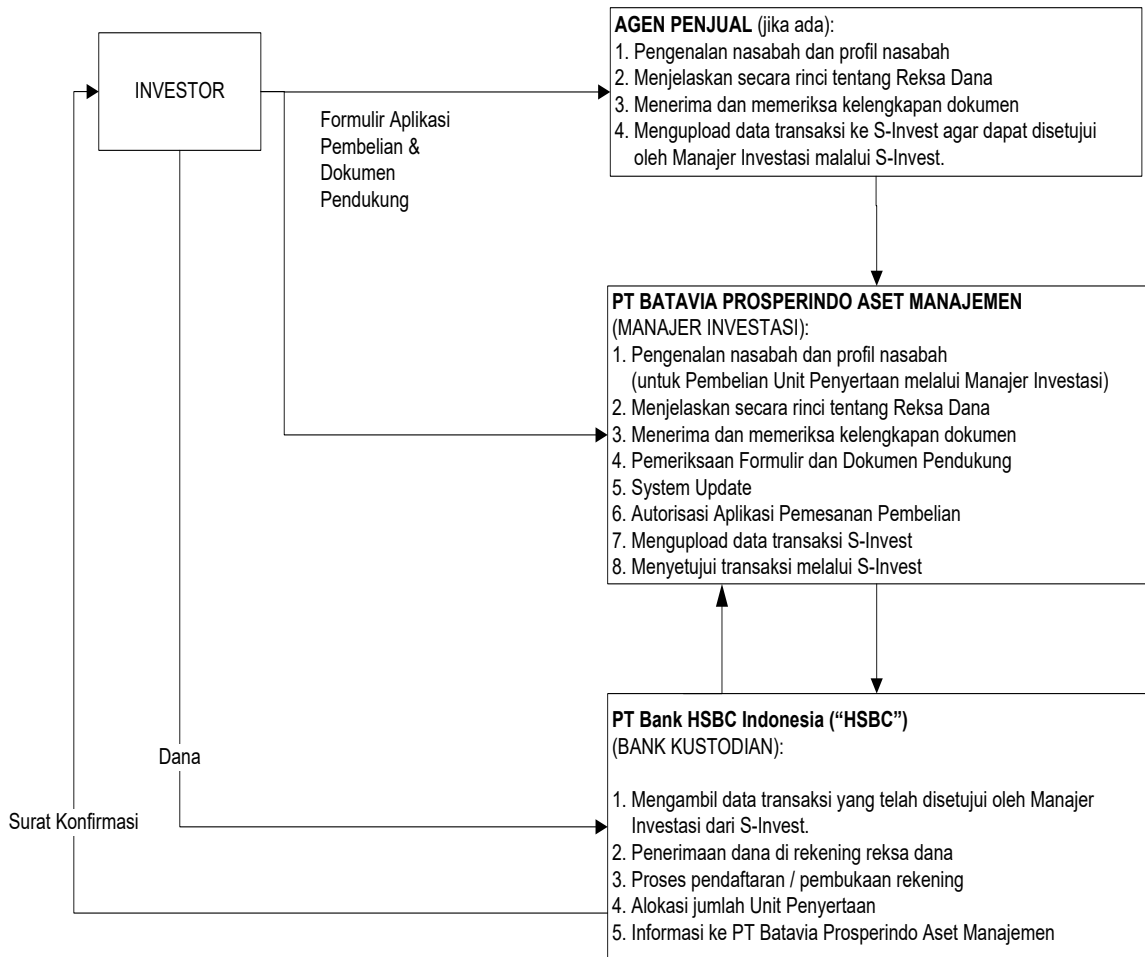 INVESTOR
Formulir Aplikasi
Pembelian &
Dokumen
Pendukung
AGEN PENJUAL (jika ada):
1. Pengenalan nasabah dan profil nasabah
2. Menjelaskan secara rinci tentang Reksa Dana
3. Menerima dan memeriksa kelengkapan dokumen
4. Mengupload data transaksi ke S-Invest agar dapat disetujui
oleh Manajer Investasi malalui S-Invest.
PT BATAVIA PROSPERINDO ASET MANAJEMEN
(MANAJER INVESTASI):
1. Pengenalan nasabah dan profil nasabah
(untuk Pembelian Unit Penyertaan melalui Manajer Investasi)
2. Menjelaskan secara rinci tentang Reksa Dana
3. Menerima dan memeriksa kelengkapan dokumen
4. Pemeriksaan Formulir dan Dokumen Pendukung
5. System Update
6. Autorisasi Aplikasi Pemesanan Pembelian
7. Mengupload data transaksi S-Invest
8. Menyetujui transaksi melalui S-Invest
Dana
Surat Konfirmasi
PT Bank HSBC Indonesia (“HSBC”)
(BANK KUSTODIAN):
1. Mengambil data transaksi yang telah disetujui oleh Manajer
Investasi dari S-Invest.
2. Penerimaan dana di rekening reksa dana
3. Proses pendaftaran / pembukaan rekening
4. Alokasi jumlah Unit Penyertaan
5. Informasi ke PT Batavia Prosperindo Aset Manajemen